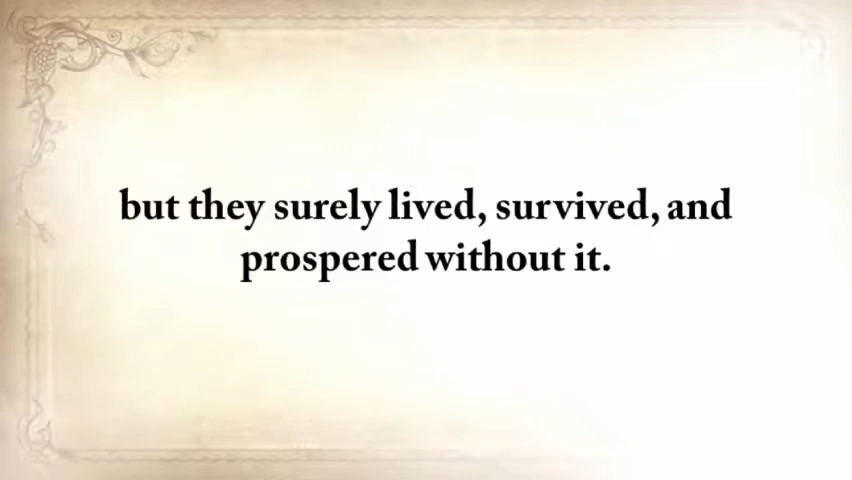 but they surely lived, survived, and
prospered without it.